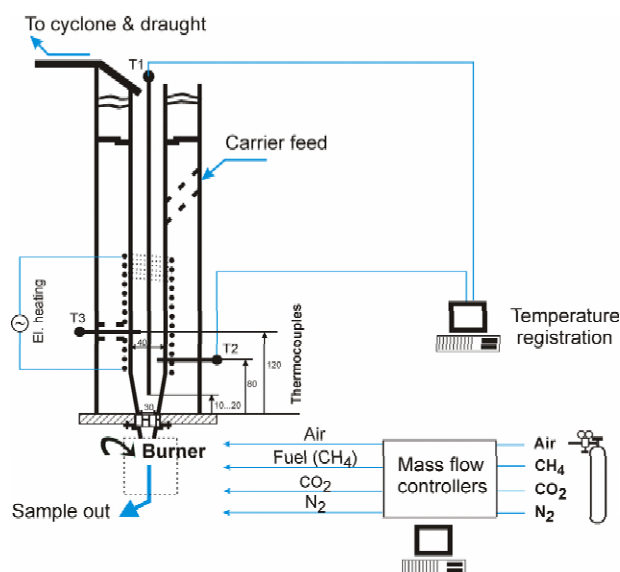 To cyclone & draught
T1
Carrier feed
El. heating
~
T3
40
T2
Thermocouples
120
80
10...20
30
Temperature
registration
Burner
Sample out
Air
Fuel (CH₄)
CO₂
N₂
Mass flow
controllers
Air
CH₄
CO₂
N₂